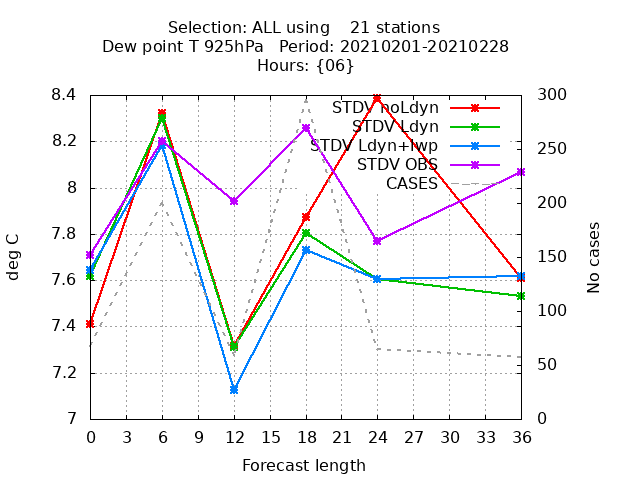 Selection: ALL using 21 stations
Dew point T 925hPa Period: 20210201-20210228
Hours: {06}
8.4
8.2
8
7.8
7.6
7.4
7.2
7
deg C
STDV noLdyn
STDV Ldyn
STDV Ldyn+lwp
STDV OBS
CASES
300
250
200
150
100
50
0
No cases
0 3 6 9 12 15 18 21 24 27 30 33 36
Forecast length